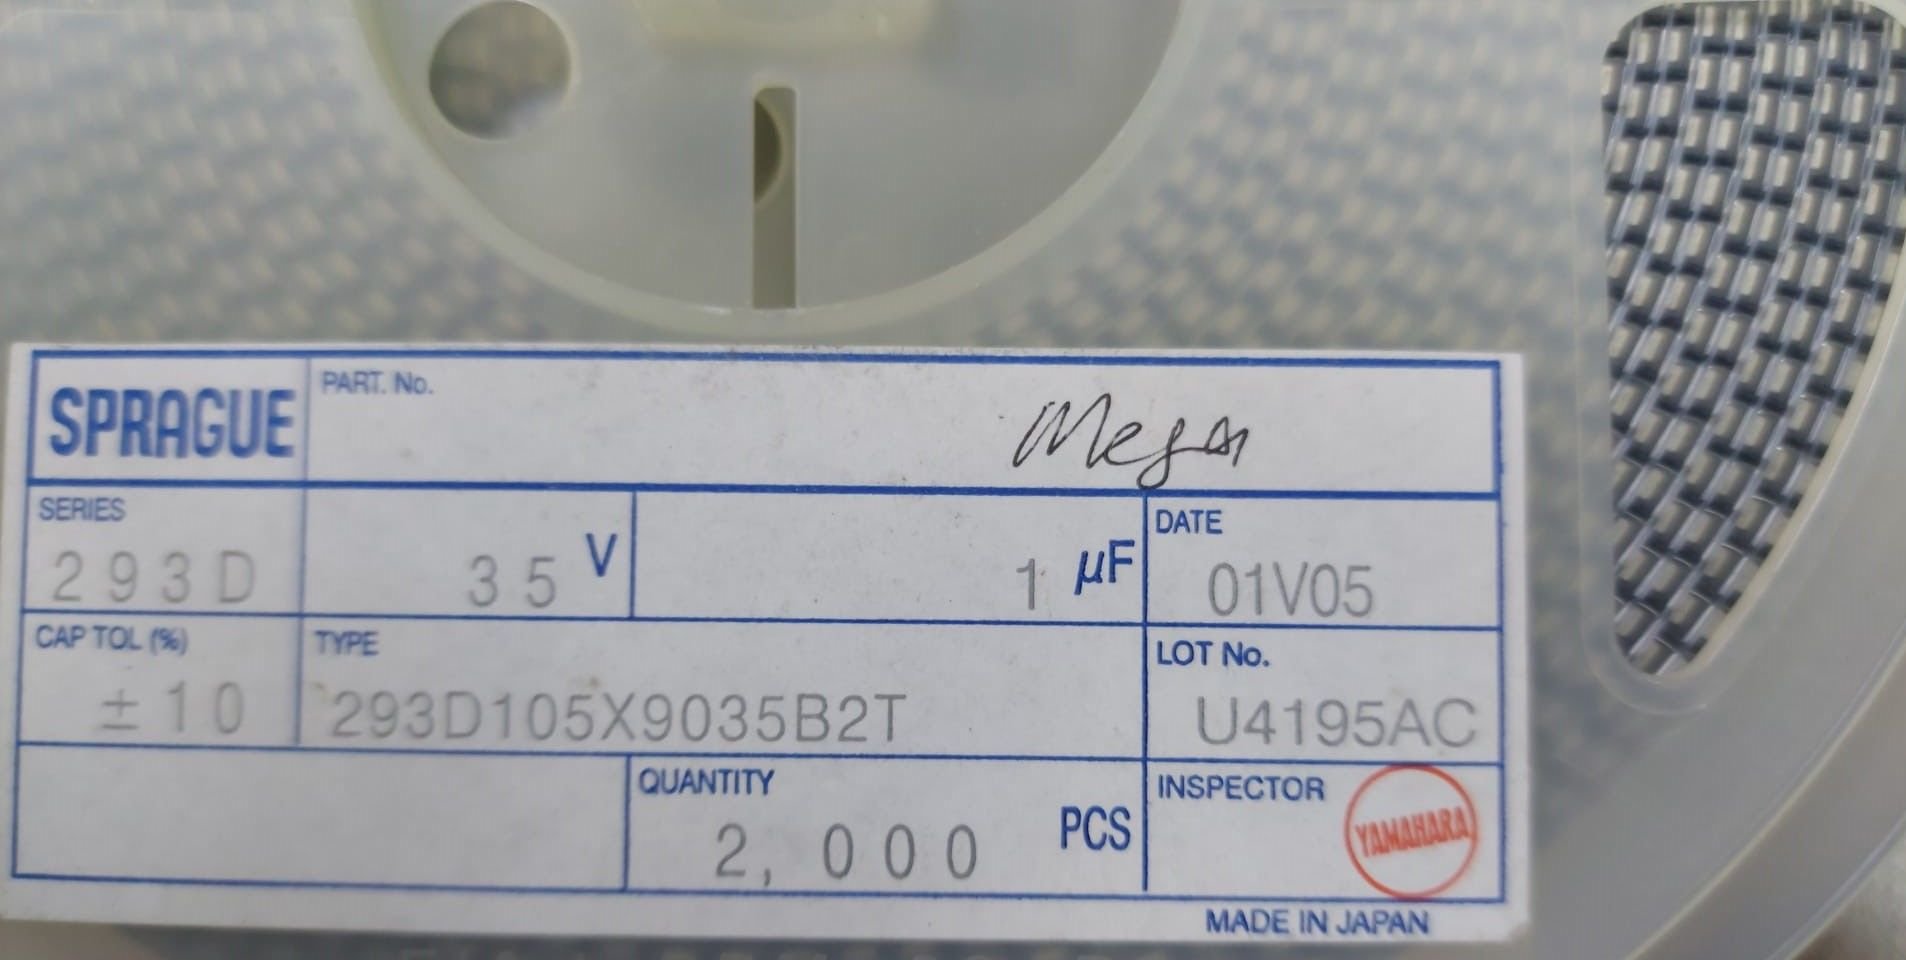 SPRAGUE
PART. No.
Mega
SERIES
293D
35 V
1 µF
DATE
01V05
CAP TOL (%)
±10
TYPE
293D105X9035B2T
LOT No.
U4195AC
QUANTITY
2,000 PCS
INSPECTOR
YAMAHARA
MADE IN JAPAN